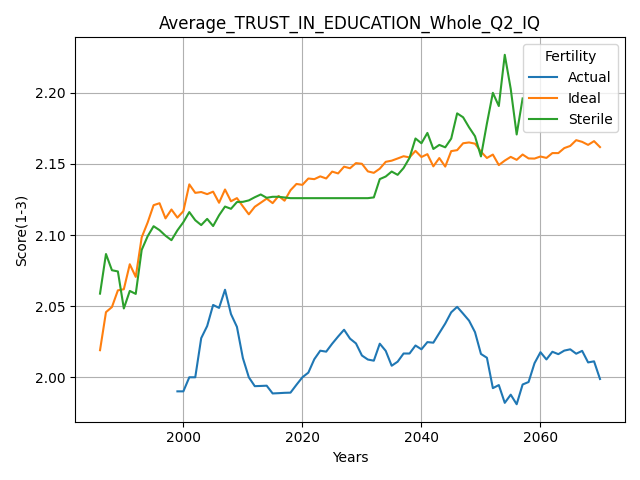 Average_TRUST_IN_EDUCATION_Whole_Q2_IQ
Fertility
Actual
Ideal
Sterile
Score(1-3)
2.20
2.15
2.10
2.05
2.00
2000
2020
2040
2060
Years